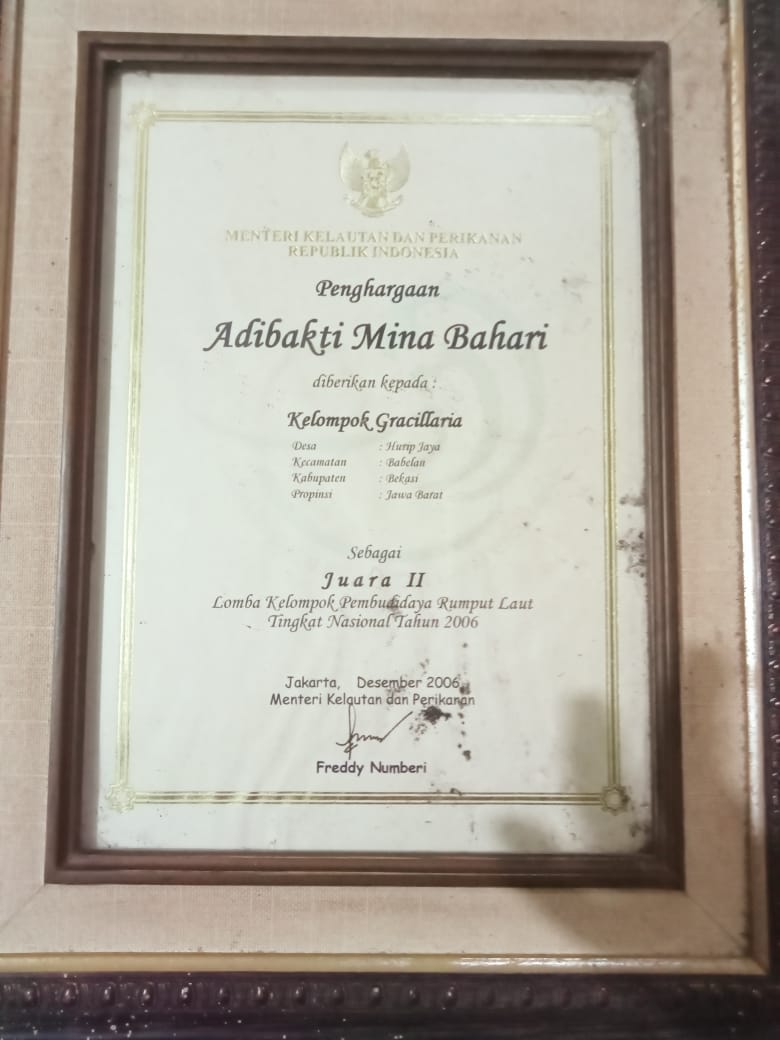 MENTERI KELAUTAN DAN PERIKANAN
REPUBLIK INDONESIA
Penghargaan
Adibakti Mina Bahari
diberikan kepada :
Kelompok Gracillaria
Desa : Hurip Jaya
Kecamatan : Babelan
Kabupaten : Bekasi
Propinsi : Jawa Barat
Sebagai
Juara II
Lomba Kelompok Pembudidaya Rumput Laut
Tingkat Nasional Tahun 2006
Jakarta, Desember 2006
Menteri Kelautan dan Perikanan
Freddy Numberi